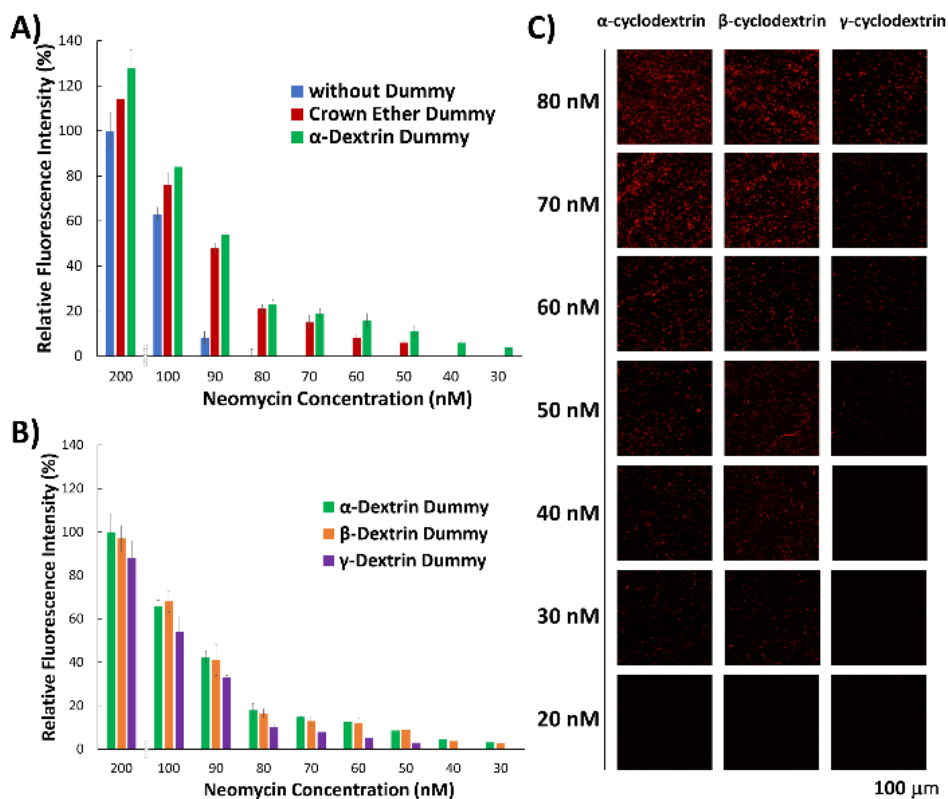 A)
Relative Fluorescence Intensity (%)
140
120
100
80
60
40
20
0
without Dummy
Crown Ether Dummy
α-Dextrin Dummy
200 100 90 80 70 60 50 40 30
Neomycin Concentration (nM)
B)
Relative Fluorescence Intensity (%)
140
120
100
80
60
40
20
0
α-Dextrin Dummy
β-Dextrin Dummy
γ-Dextrin Dummy
200 100 90 80 70 60 50 40 30
Neomycin Concentration (nM)
C)
α-cyclodextrin β-cyclodextrin γ-cyclodextrin
80 nM
70 nM
60 nM
50 nM
40 nM
30 nM
20 nM
100 μm